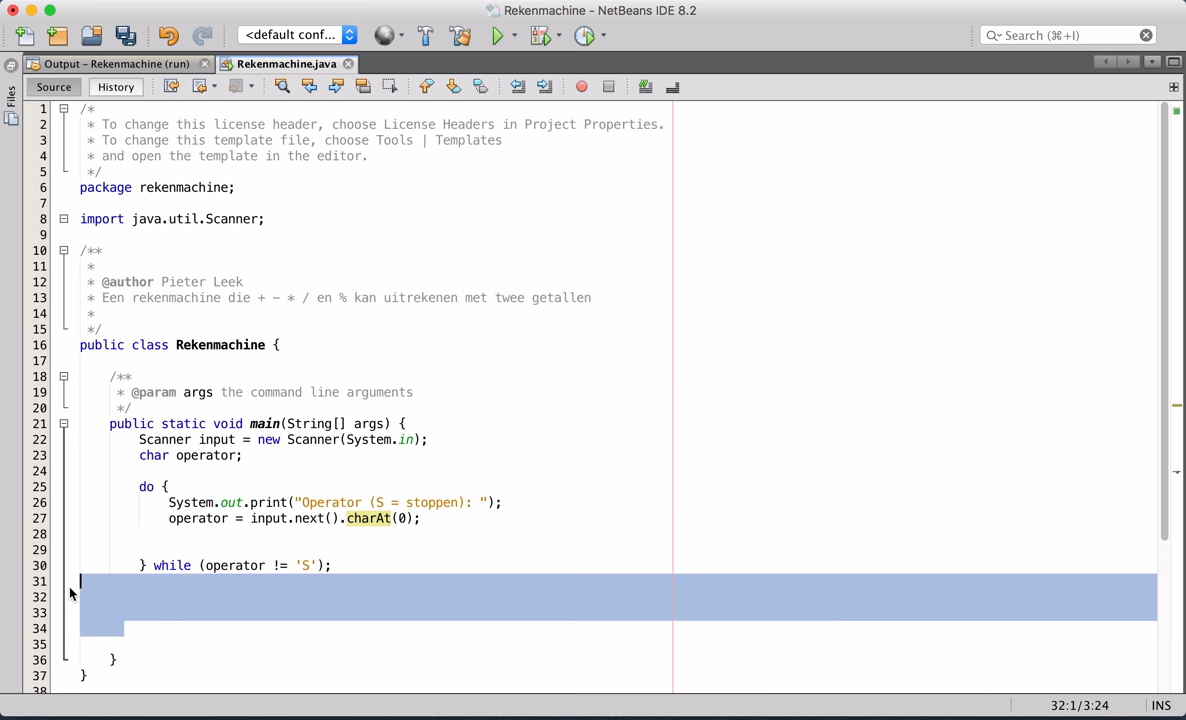 Rekenmachine - NetBeans IDE 8.2
<default conf...
Search (⌘+I)
Output - Rekenmachine (run)
Rekenmachine.java
Files
Source
History
1 /*
2  * To change this license header, choose License Headers in Project Properties.
3  * To change this template file, choose Tools | Templates
4  * and open the template in the editor.
5  */
6 package rekenmachine;
7
8 import java.util.Scanner;
9
10 /**
11  *
12  * @author Pieter Leek
13  * Een rekenmachine die + - * / en % kan uitrekenen met twee getallen
14  *
15  */
16 public class Rekenmachine {
17
18     /**
19      * @param args the command line arguments
20      */
21     public static void main(String[] args) {
22         Scanner input = new Scanner(System.in);
23         char operator;
24
25         do {
26             System.out.print("Operator (S = stoppen): ");
27             operator = input.next().charAt(0);
28
29
30         } while (operator != 'S');
31
32
33
34
35
36     }
37 }
38
32:1/3:24
INS